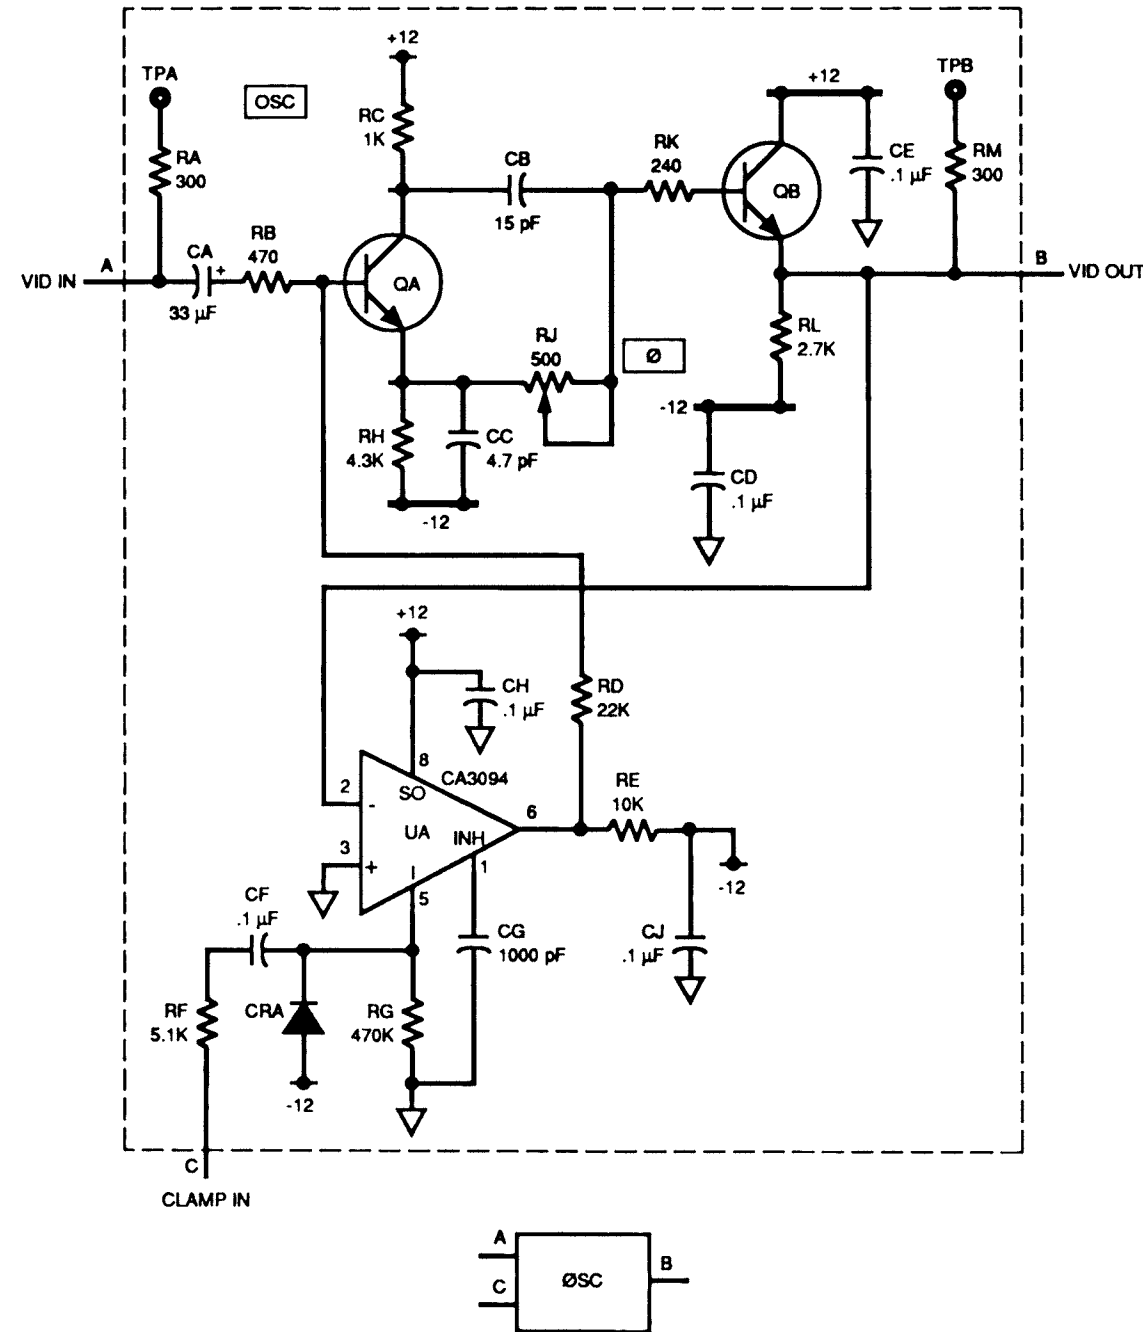 +12
TPA
OSC
RC
1K
RA
300
CB
15 pF
RK
240
+12
QB
CE
.1 µF
TPB
RM
300
VID IN
A
CA
+
33 µF
RB
470
QA
B
VID OUT
RJ
500
Ø
RL
2.7K
-12
RH
4.3K
CC
4.7 pF
-12
CD
.1 µF
+12
CH
.1 µF
RD
22K
8
CA3094
2
-
SO
UA
INH
6
RE
10K
3
+
I
5
1
-12
CF
.1 µF
CG
1000 pF
CJ
.1 µF
RF
5.1K
CRA
RG
470K
-12
C
CLAMP IN
A
C
ØSC
B